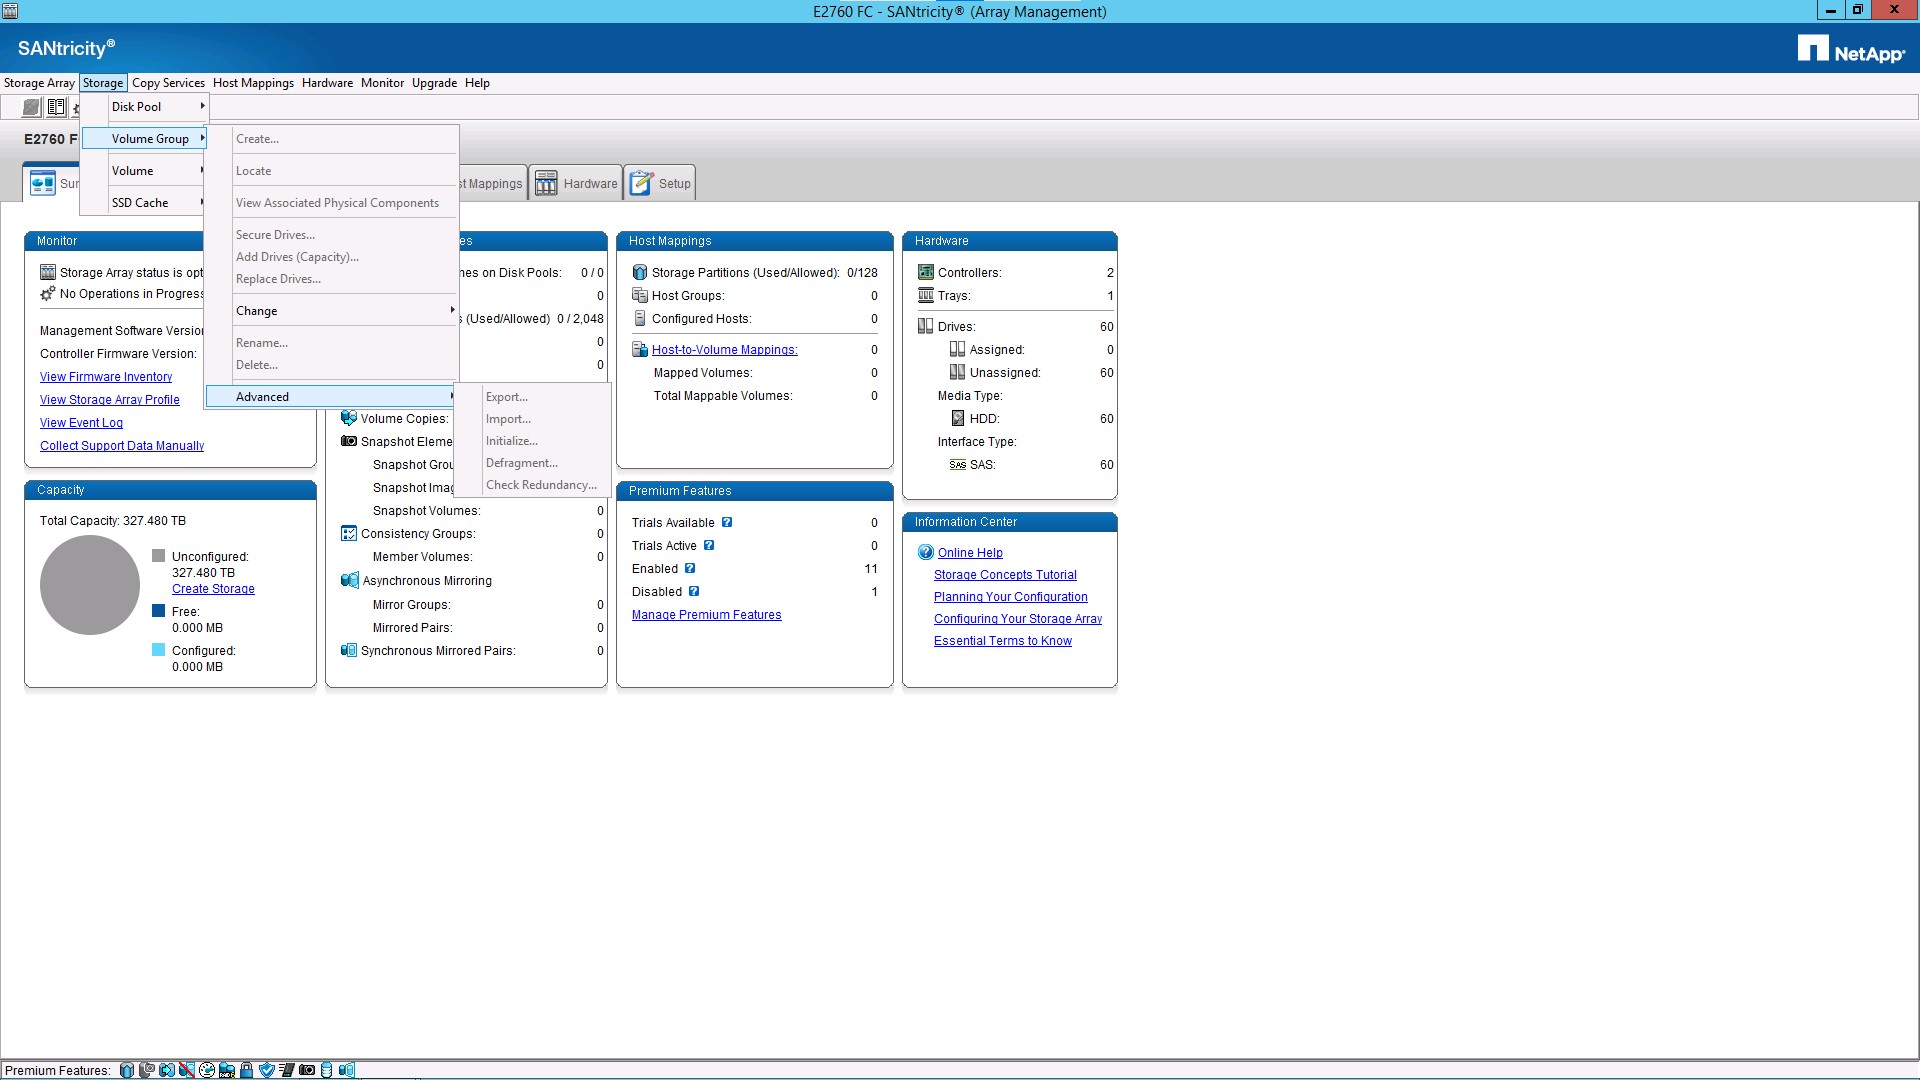 E2760 FC - SANtricity® (Array Management)
SANtricity®
NetApp®
Storage Array Storage Copy Services Host Mappings Hardware Monitor Upgrade Help
Disk Pool
Volume Group
Volume
SSD Cache
Create...
Locate
View Associated Physical Components
Secure Drives...
Add Drives (Capacity)...
Replace Drives...
Change
Rename...
Delete...
Advanced
Export...
Import...
Initialize...
Defragment...
Check Redundancy...
E2760 F
Sur
st Mappings
Hardware
Setup
Monitor
Storage Array status is opt
No Operations in Progress
Management Software Versio
Controller Firmware Version:
View Firmware Inventory
View Storage Array Profile
View Event Log
Collect Support Data Manually
Capacity
Total Capacity: 327.480 TB
Unconfigured:
327.480 TB
Create Storage
Free:
0.000 MB
Configured:
0.000 MB
es
nes on Disk Pools: 0 / 0
0
s (Used/Allowed) 0 / 2,048
0
0
Volume Copies:
Snapshot Eleme
Snapshot Grou
Snapshot Imag
Snapshot Volumes: 0
Consistency Groups: 0
Member Volumes: 0
Asynchronous Mirroring
Mirror Groups: 0
Mirrored Pairs: 0
Synchronous Mirrored Pairs: 0
Host Mappings
Storage Partitions (Used/Allowed): 0/128
Host Groups: 0
Configured Hosts: 0
Host-to-Volume Mappings: 0
Mapped Volumes: 0
Total Mappable Volumes: 0
Premium Features
Trials Available ? 0
Trials Active ? 0
Enabled ? 11
Disabled ? 1
Manage Premium Features
Hardware
Controllers: 2
Trays: 1
Drives: 60
Assigned: 0
Unassigned: 60
Media Type:
HDD: 60
Interface Type:
SAS SAS: 60
Information Center
Online Help
Storage Concepts Tutorial
Planning Your Configuration
Configuring Your Storage Array
Essential Terms to Know
Premium Features: